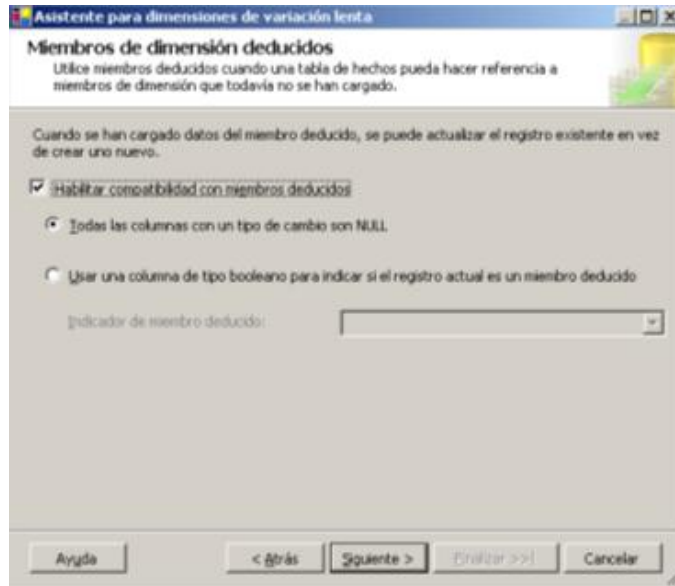 Asistente para dimensiones de variación lenta
Miembros de dimensión deducidos
Utilice miembros deducidos cuando una tabla de hechos pueda hacer referencia a
miembros de dimensión que todavía no se han cargado.
Cuando se han cargado datos del miembro deducido, se puede actualizar el registro existente en vez
de crear uno nuevo.
Habilitar compatibilidad con miembros deducidos
Todas las columnas con un tipo de cambio son NULL
Usar una columna de tipo booleano para indicar si el registro actual es un miembro deducido
Indicador de miembro deducido:
Ayuda
< Atrás
Siguiente >
Finalizar >>|
Cancelar